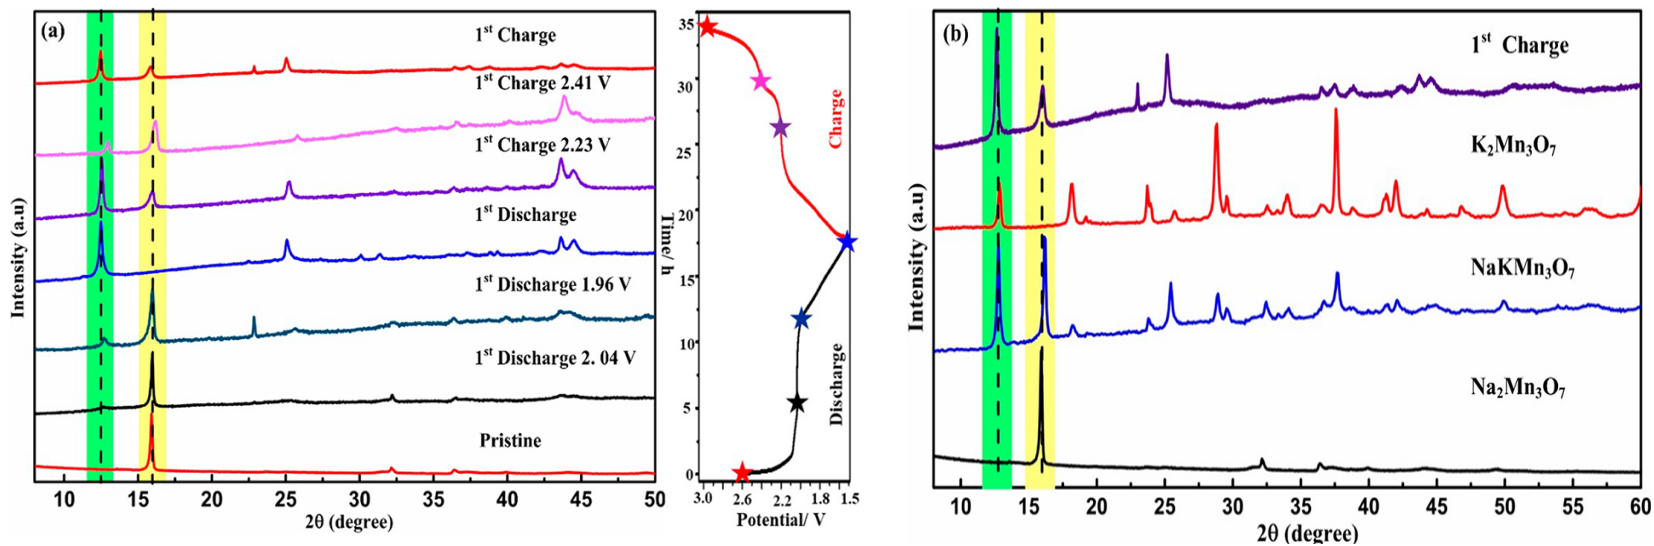 (a)
1st Charge
1st Charge 2.41 V
1st Charge 2.23 V
1st Discharge
1st Discharge 1.96 V
1st Discharge 2. 04 V
Pristine
Intensity (a.u)
10 15 20 25 30 35 40 45 50
2θ (degree)
35
30
25
20
15
10
5
0
Time/ h
Charge
Discharge
3.0 2.6 2.2 1.8 1.5
Potential/ V
(b)
1st Charge
K2Mn3O7
NaKMn3O7
Na2Mn3O7
Intensity (a.u)
10 15 20 25 30 35 40 45 50 55 60
2θ (degree)